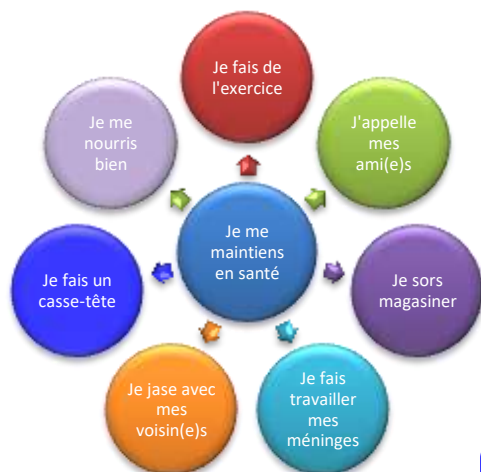 Je fais de
l'exercice
J'appelle
mes
ami(e)s
Je sors
magasiner
Je fais
travailler
mes
méninges
Je jase avec
mes
voisin(e)s
Je fais un
casse-tête
Je me
nourris
bien
Je me
maintiens
en santé